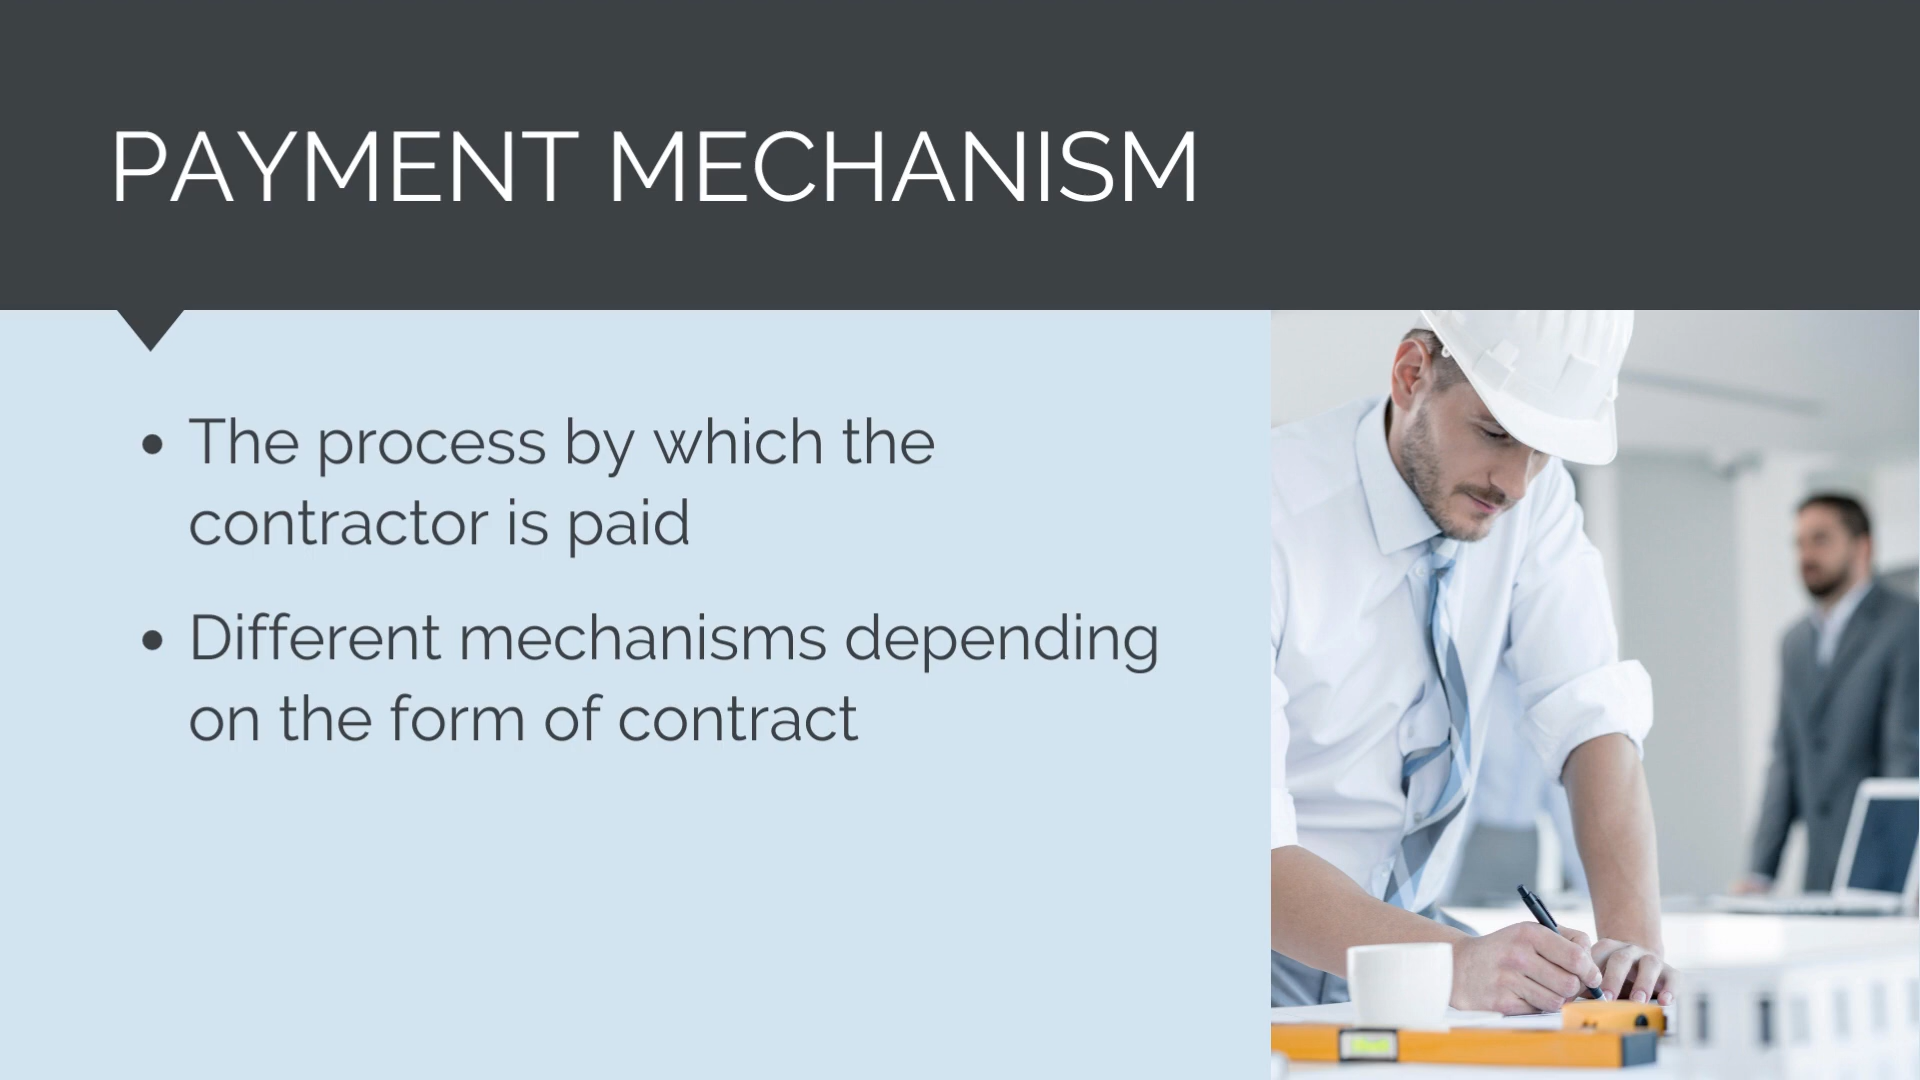 PAYMENT MECHANISM
• The process by which the
contractor is paid
• Different mechanisms depending
on the form of contract